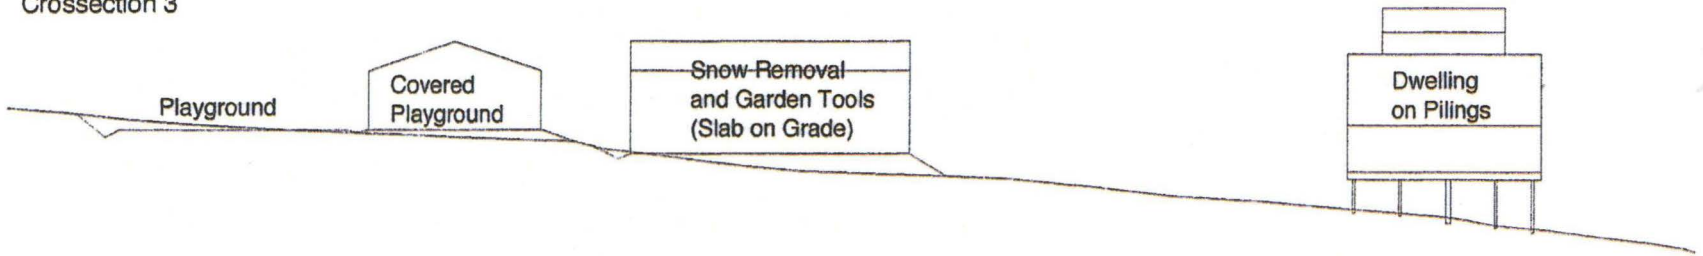 Crossection 3
Playground
Covered
Playground
Snow Removal
and Garden Tools
(Slab on Grade)
Dwelling
on Pilings